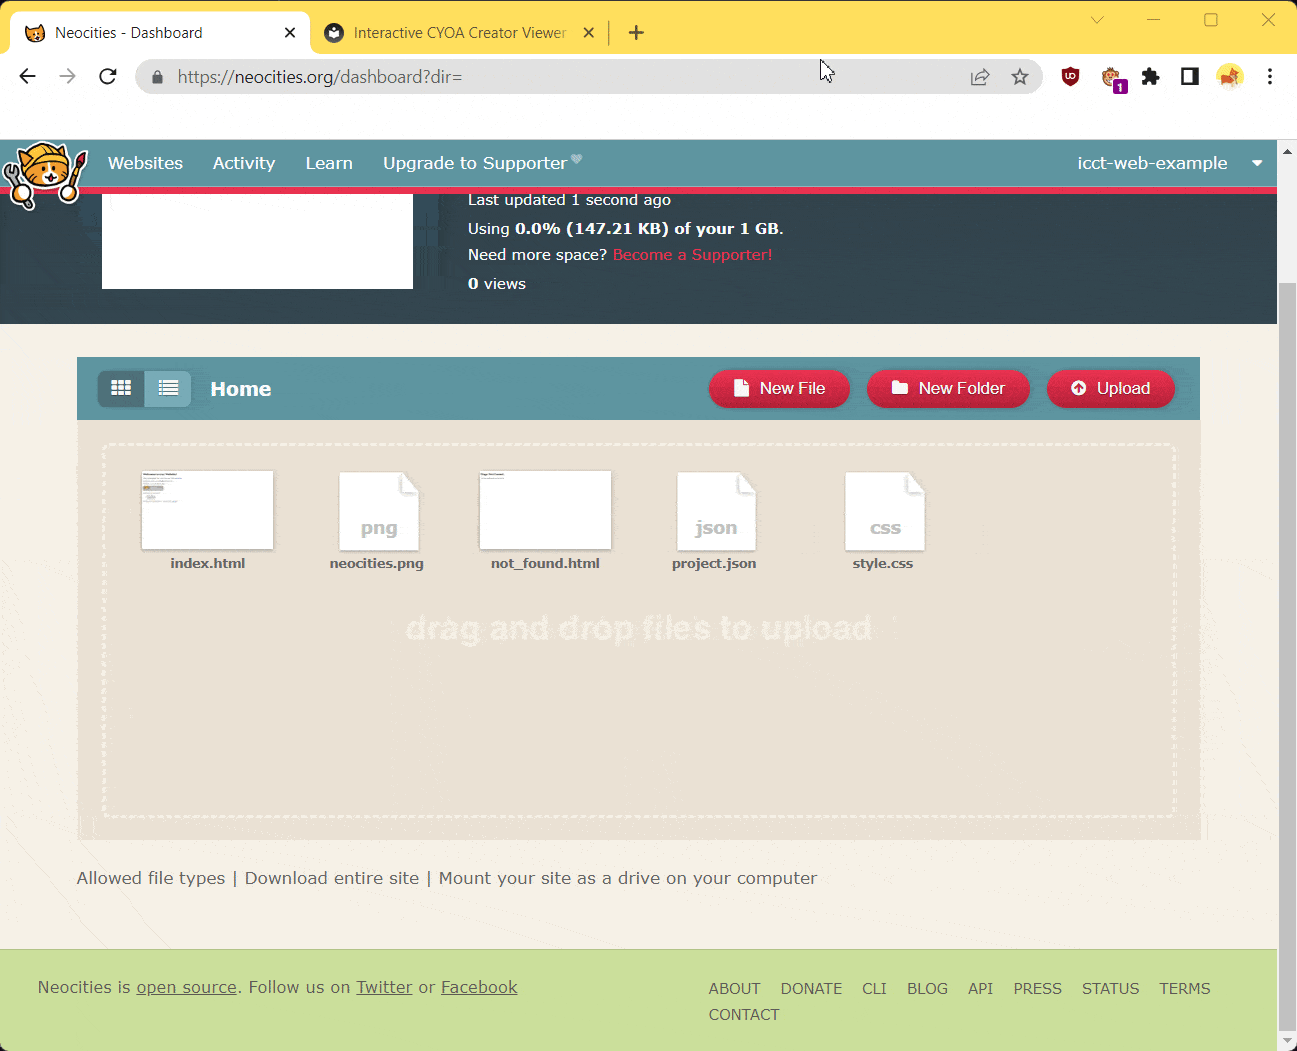 Neocities - Dashboard
Interactive CYOA Creator Viewer
https://neocities.org/dashboard?dir=
1
Websites Activity Learn Upgrade to Supporter icct-web-example
Last updated 1 second ago
Using 0.0% (147.21 KB) of your 1 GB.
Need more space? Become a Supporter!
0 views
Home New File New Folder Upload
png json css
index.html neocities.png not_found.html project.json style.css
drag and drop files to upload
Allowed file types | Download entire site | Mount your site as a drive on your computer
Neocities is open source. Follow us on Twitter or Facebook
ABOUT DONATE CLI BLOG API PRESS STATUS TERMS
CONTACT